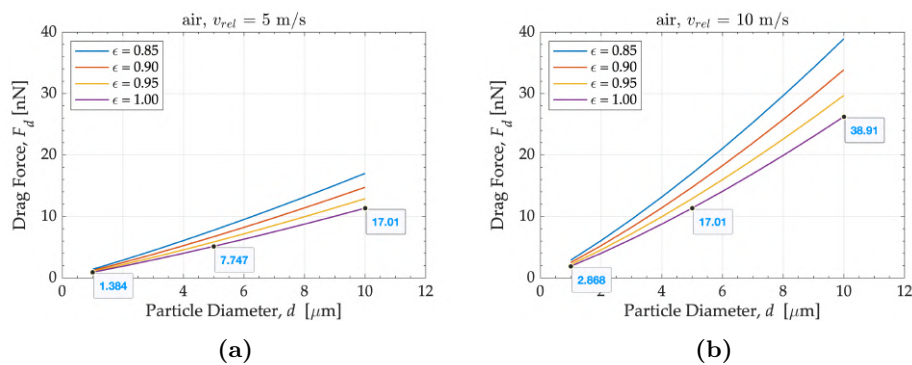 air, v_rel = 5 m/s
40
30
20
10
0
Drag Force, F_d [nN]
ϵ = 0.85
ϵ = 0.90
ϵ = 0.95
ϵ = 1.00
1.384
7.747
17.01
0 2 4 6 8 10 12
Particle Diameter, d [μm]
(a)
air, v_rel = 10 m/s
40
30
20
10
0
Drag Force, F_d [nN]
ϵ = 0.85
ϵ = 0.90
ϵ = 0.95
ϵ = 1.00
2.868
17.01
38.91
0 2 4 6 8 10 12
Particle Diameter, d [μm]
(b)